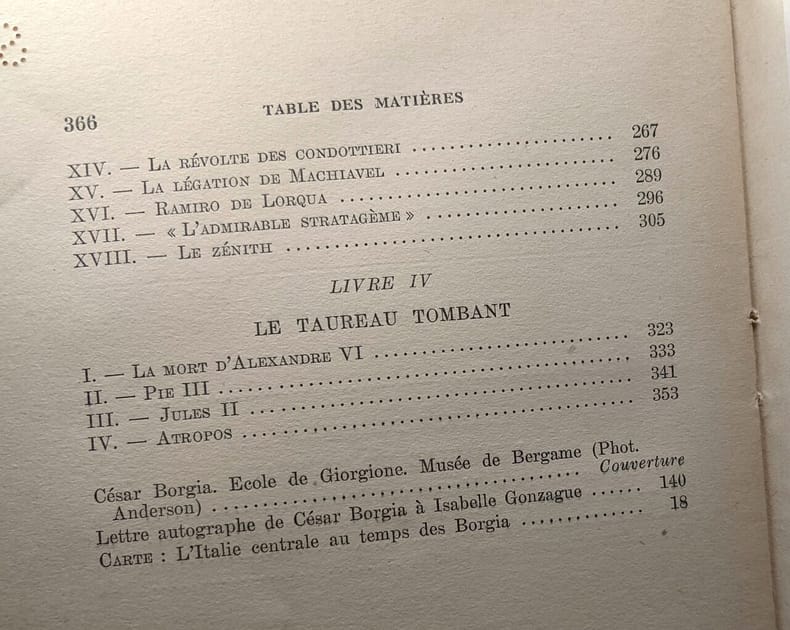 366
TABLE DES MATIÈRES
XIV. — LA RÉVOLTE DES CONDOTTIERI .................... 267
XV. — LA LÉGATION DE MACHIAVEL .................... 276
XVI. — RAMIRO DE LORQUA .................... 289
XVII. — « L'ADMIRABLE STRATAGÈME » .................... 296
XVIII. — LE ZÉNITH .................... 305
LIVRE IV
LE TAUREAU TOMBANT
I. — LA MORT D'ALEXANDRE VI .................... 323
II. — PIE III .................... 333
III. — JULES II .................... 341
IV. — ATROPOS .................... 353
César Borgia. Ecole de Giorgione. Musée de Bergame (Phot.
Anderson) .................... Couverture
Lettre autographe de César Borgia à Isabelle Gonzague ...... 140
CARTE : L'Italie centrale au temps des Borgia ............. 18